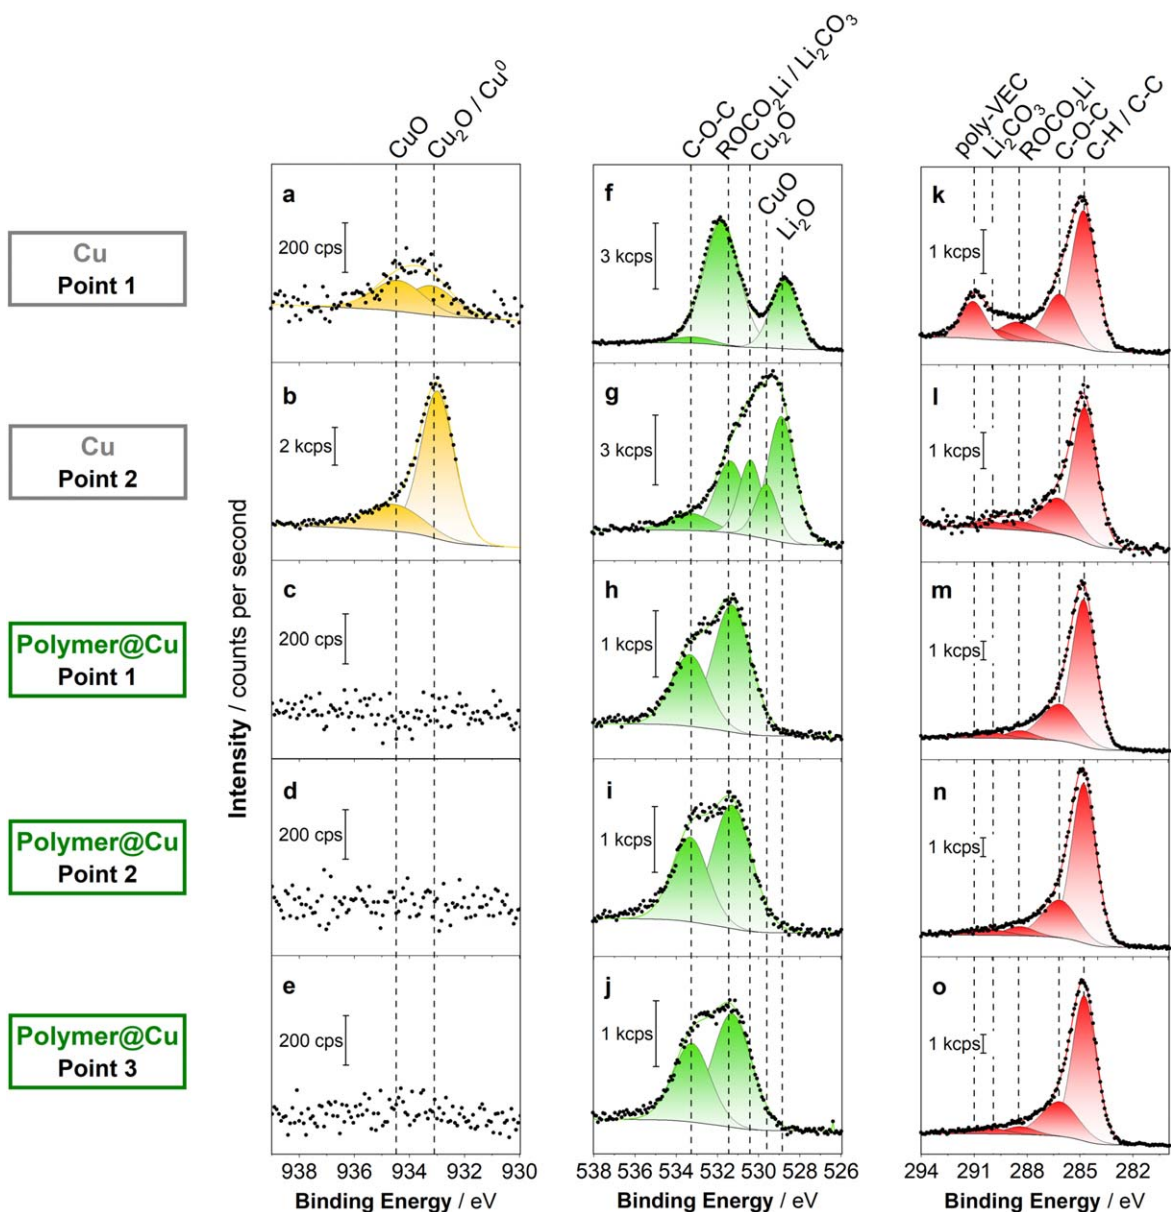 CuO
Cu₂O / Cu⁰
C-O-C
ROCO₂Li / Li₂CO₃
Cu₂O
CuO
Li₂O
poly-VEC
Li₂CO₃
ROCO₂Li
C-O-C
C-H / C-C
Cu
Point 1
a
200 cps
f
3 kcps
k
1 kcps
Cu
Point 2
b
2 kcps
g
3 kcps
l
1 kcps
Polymer@Cu
Point 1
c
200 cps
h
1 kcps
m
1 kcps
Polymer@Cu
Point 2
d
200 cps
i
1 kcps
n
1 kcps
Polymer@Cu
Point 3
e
200 cps
j
1 kcps
o
1 kcps
Intensity / counts per second
938 936 934 932 930
538 536 534 532 530 528 526
294 291 288 285 282
Binding Energy / eV
Binding Energy / eV
Binding Energy / eV